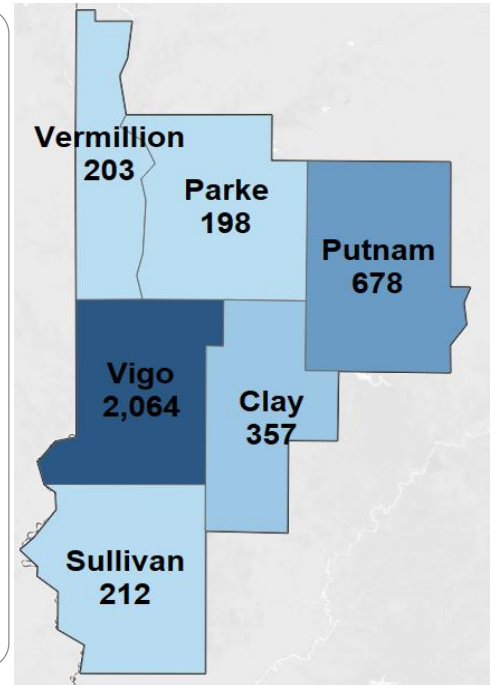 Vermillion
203
Parke
198
Putnam
678
Vigo
2,064
Clay
357
Sullivan
212